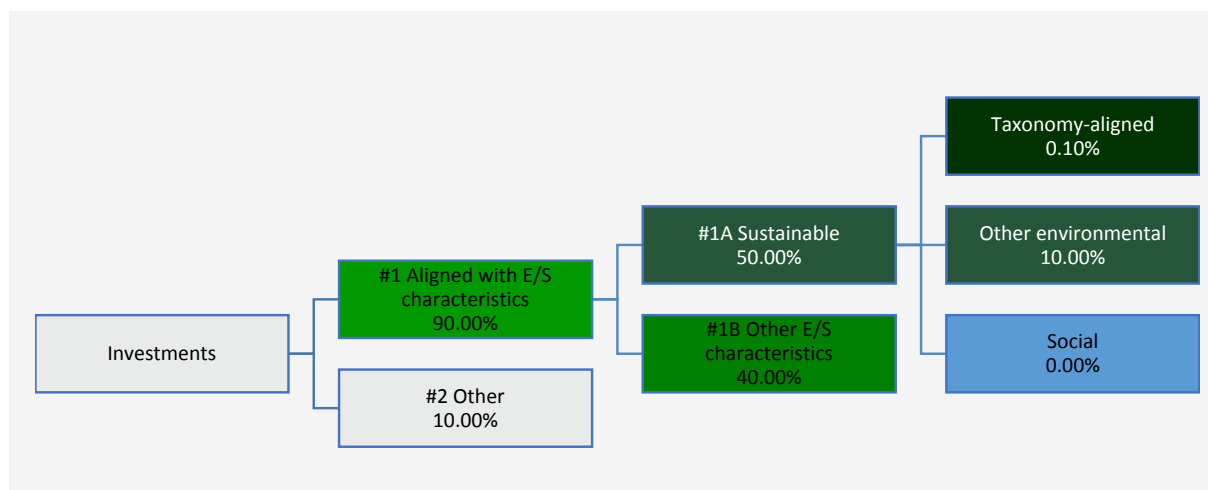 Investments
#1 Aligned with E/S
characteristics
90.00%
#2 Other
10.00%
#1A Sustainable
50.00%
#1B Other E/S
characteristics
40.00%
Taxonomy-aligned
0.10%
Other environmental
10.00%
Social
0.00%